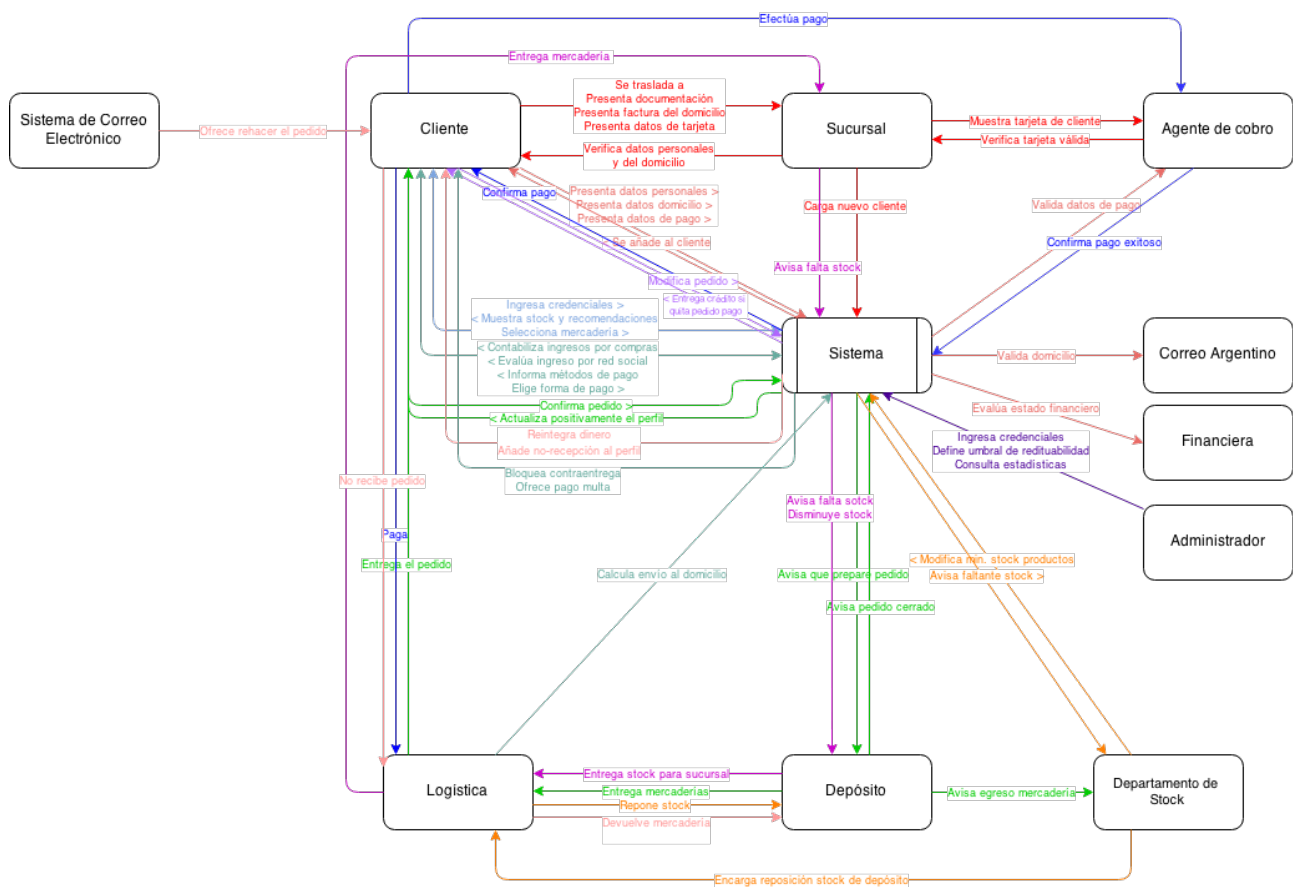 Efectúa pago
Entrega mercadería
Sistema de Correo
Electrónico
Ofrece rehacer el pedido
Cliente
Se traslada a
Presenta documentación
Presenta factura del domicilio
Presenta datos de tarjeta
Verifica datos personales
y del domicilio
Sucursal
Muestra tarjeta de cliente
Verifica tarjeta válida
Agente de cobro
Confirma pago
Presenta datos personales >
Presenta datos domicilio >
Presenta datos de pago >
< Se añade al cliente
Carga nuevo cliente
Avisa falta stock
Valida datos de pago
Confirma pago exitoso
Modifica pedido >
< Entrega crédito si
quita pedido pago
Ingresa credenciales >
< Muestra stock y recomendaciones
Selecciona mercadería >
< Contabiliza ingresos por compras
< Evalúa ingreso por red social
< Informa métodos de pago
Elige forma de pago >
Sistema
Valida domicilio
Correo Argentino
Evalúa estado financiero
Financiera
Confirma pedido >
< Actualiza positivamente el perfil
Reintegra dinero
Añade no-recepción al perfil
Bloquea contraentrega
Ofrece pago multa
Ingresa credenciales
Define umbral de redituabilidad
Consulta estadísticas
Administrador
No recibe pedido
Paga
Entrega el pedido
Avisa falta sotck
Disminuye stock
Calcula envío al domicilio
Avisa que prepare pedido
Avisa pedido cerrado
< Modifica min. stock productos
Avisa faltante stock >
Logística
Entrega stock para sucursal
Entrega mercaderías
Repone stock
Devuelve mercadería
Depósito
Avisa egreso mercadería
Departamento de
Stock
Encarga reposición stock de depósito